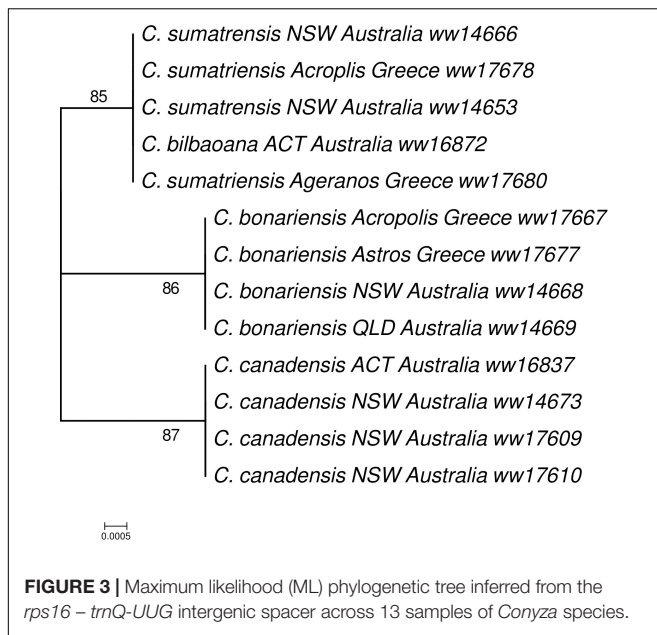 C. sumatrensis NSW Australia ww14666
C. sumatriensis Acroplis Greece ww17678
85
C. sumatrensis NSW Australia ww14653
C. bilbaoana ACT Australia ww16872
C. sumatriensis Ageranos Greece ww17680
C. bonariensis Acropolis Greece ww17667
C. bonariensis Astros Greece ww17677
86
C. bonariensis NSW Australia ww14668
C. bonariensis QLD Australia ww14669
C. canadensis ACT Australia ww16837
C. canadensis NSW Australia ww14673
87
C. canadensis NSW Australia ww17609
C. canadensis NSW Australia ww17610
0.0005
FIGURE 3 | Maximum likelihood (ML) phylogenetic tree inferred from the
rps16 – trnQ-UUG intergenic spacer across 13 samples of Conyza species.